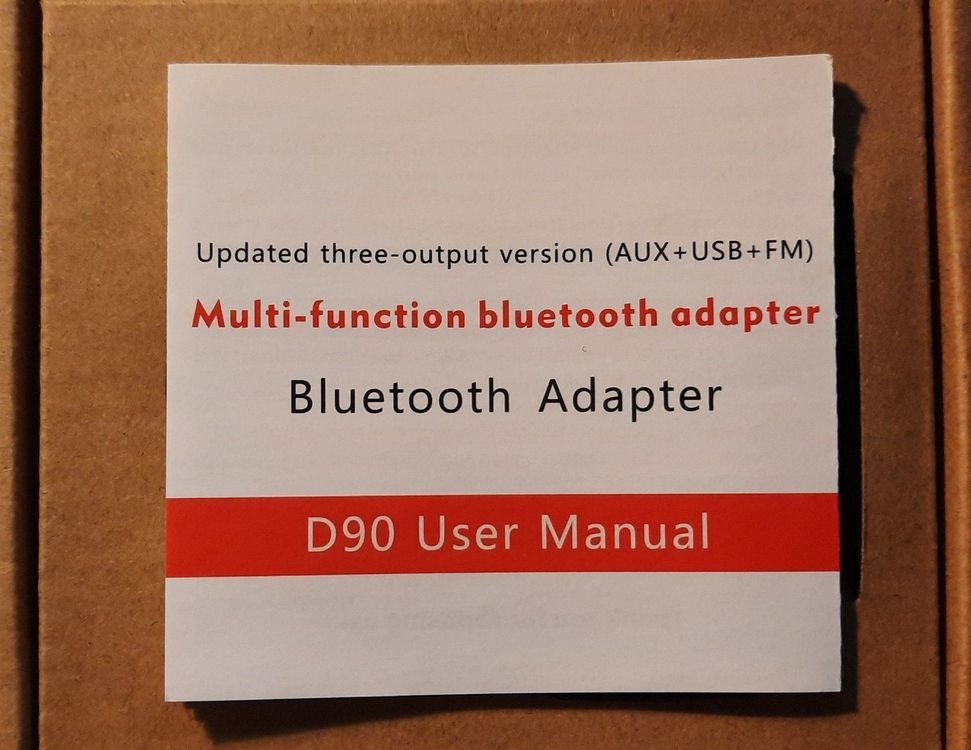 Updated three-output version (AUX+USB+FM)
Multi-function bluetooth adapter
Bluetooth Adapter
D90 User Manual